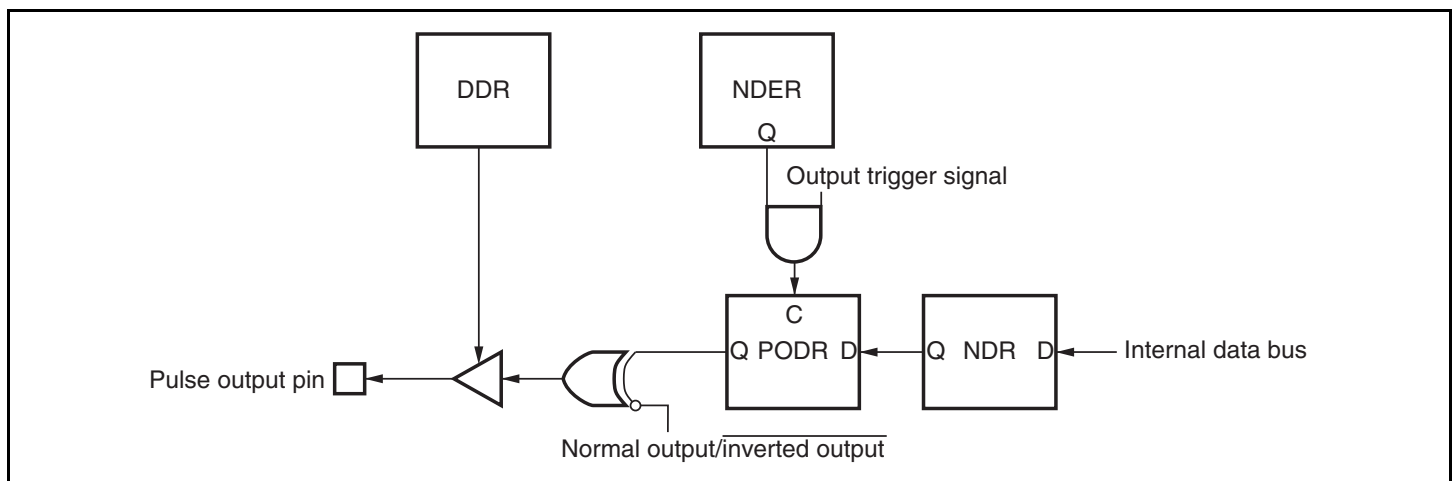 DDR
NDER
Q
Output trigger signal
C
Q PODR D
Q NDR D
Internal data bus
Pulse output pin
Normal output/inverted output